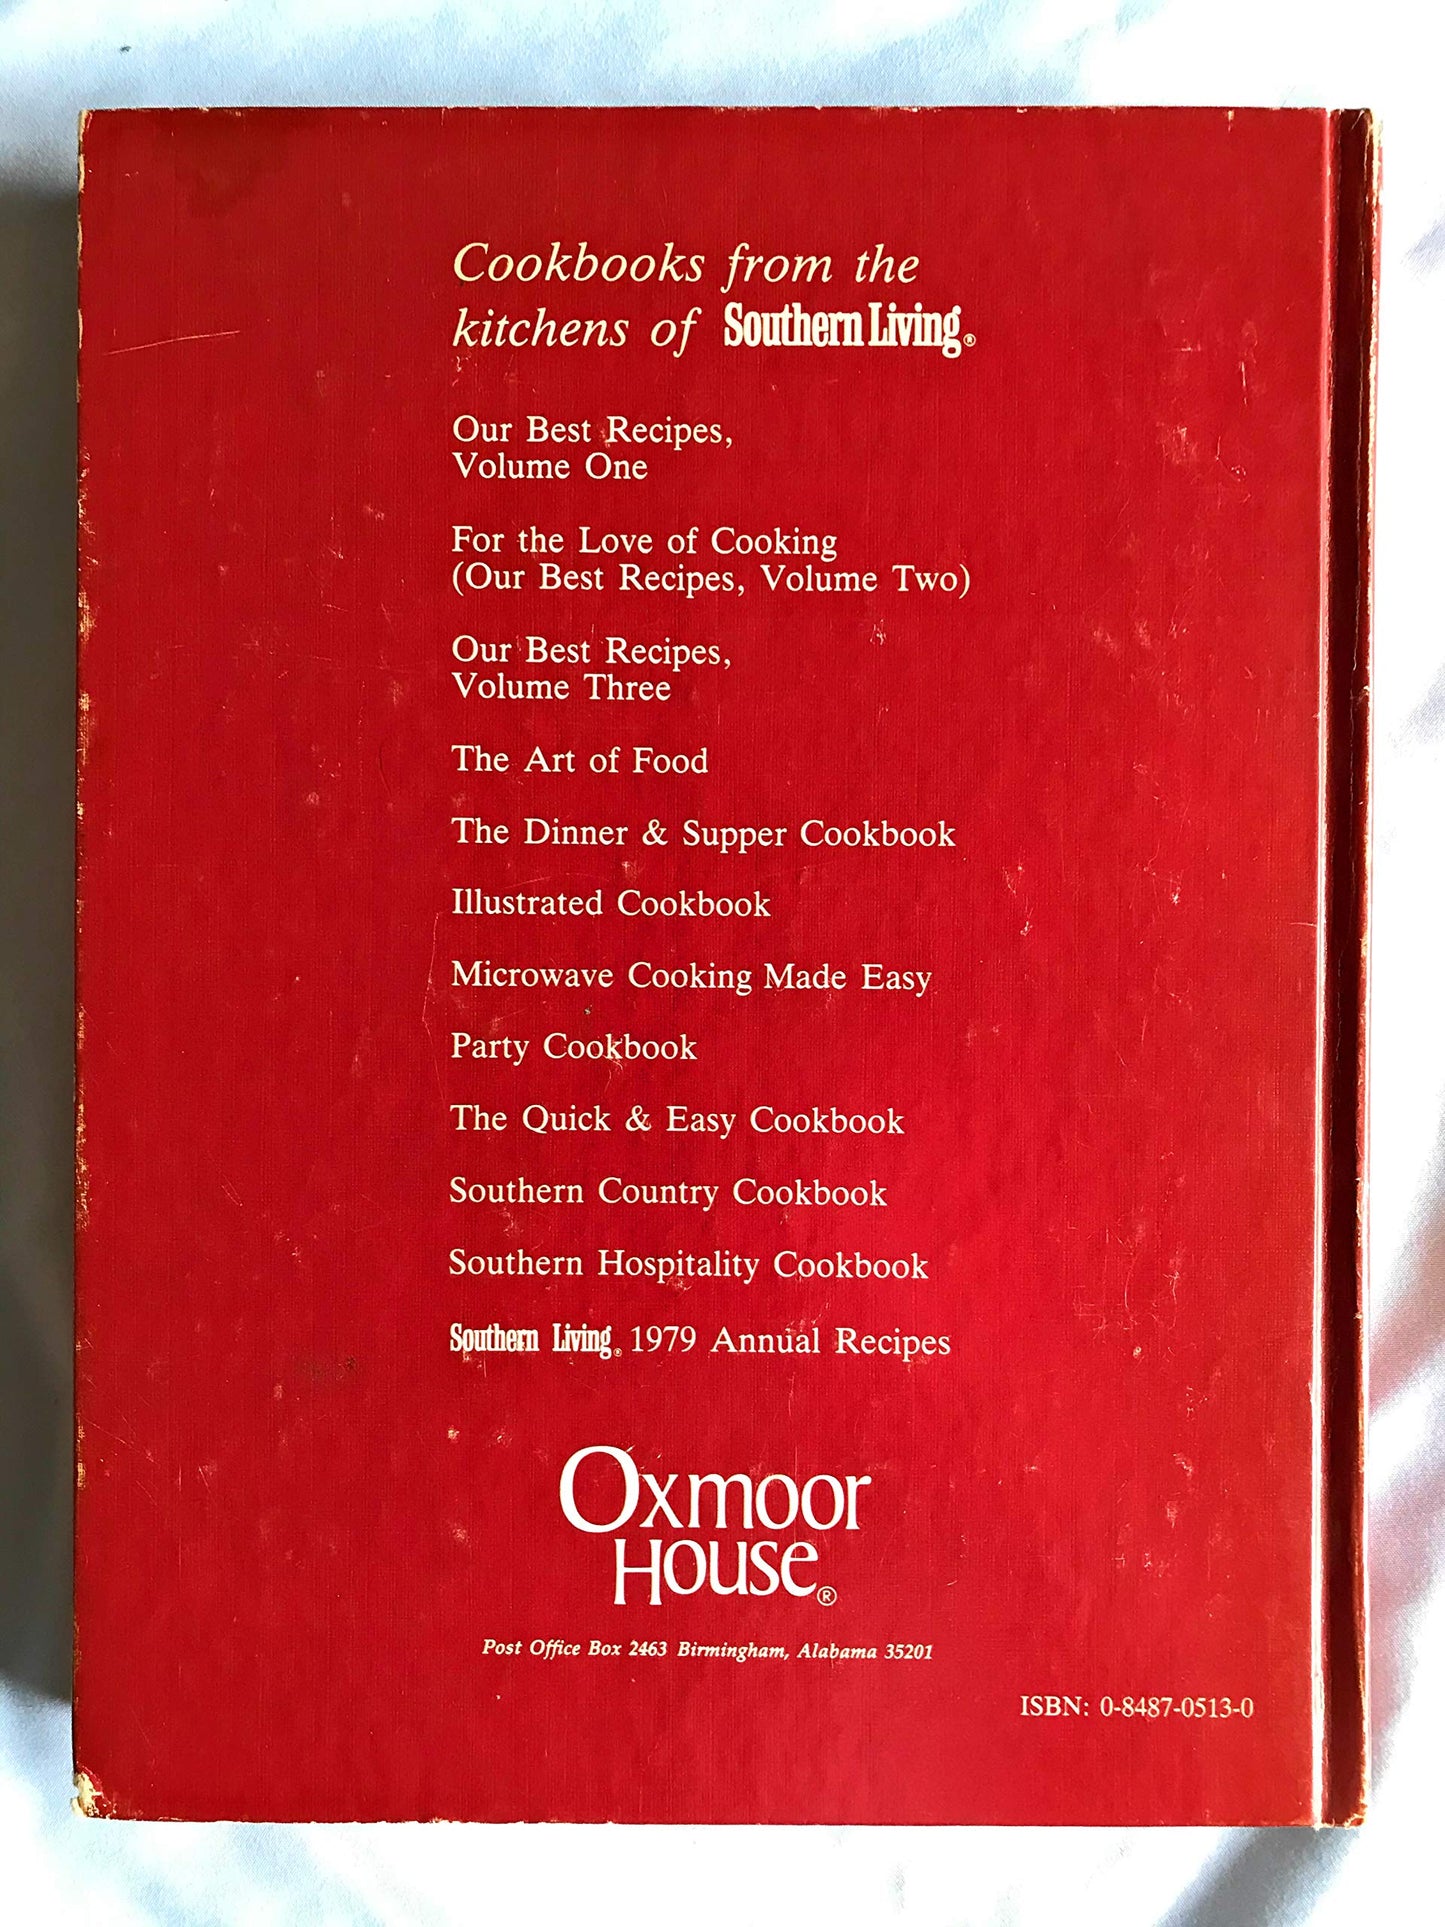 Cookbooks from the
kitchens of Southern Living®
Our Best Recipes,
Volume One
For the Love of Cooking
(Our Best Recipes, Volume Two)
Our Best Recipes,
Volume Three
The Art of Food
The Dinner & Supper Cookbook
Illustrated Cookbook
Microwave Cooking Made Easy
Party Cookbook
The Quick & Easy Cookbook
Southern Country Cookbook
Southern Hospitality Cookbook
Southern Living® 1979 Annual Recipes
Oxmoor
House®
Post Office Box 2463 Birmingham, Alabama 35201
ISBN: 0-8487-0513-0